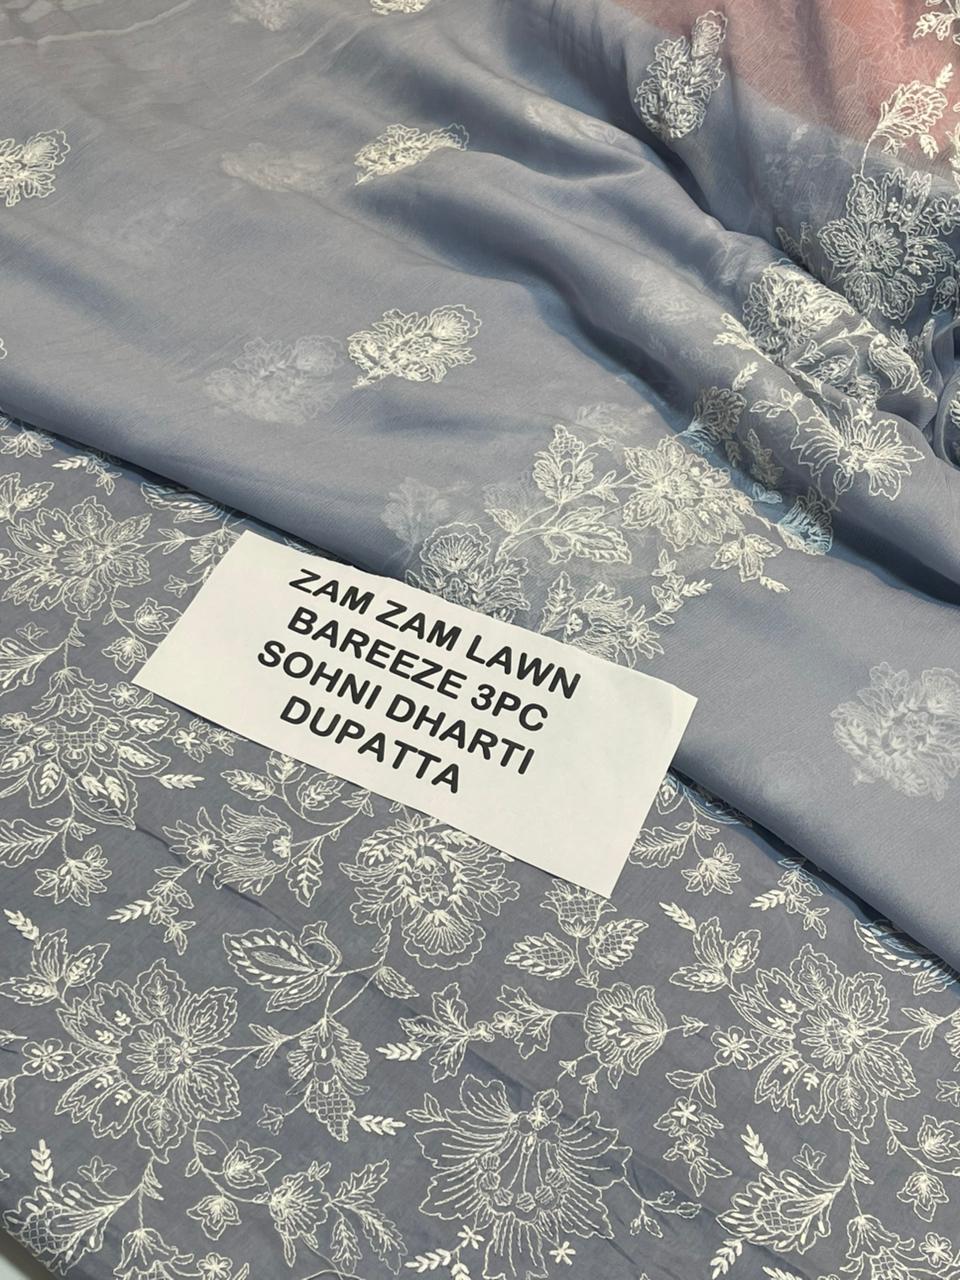 ZAM ZAM LAWN
BAREEZE 3PC
SOHNI DHARTI
DUPATTA